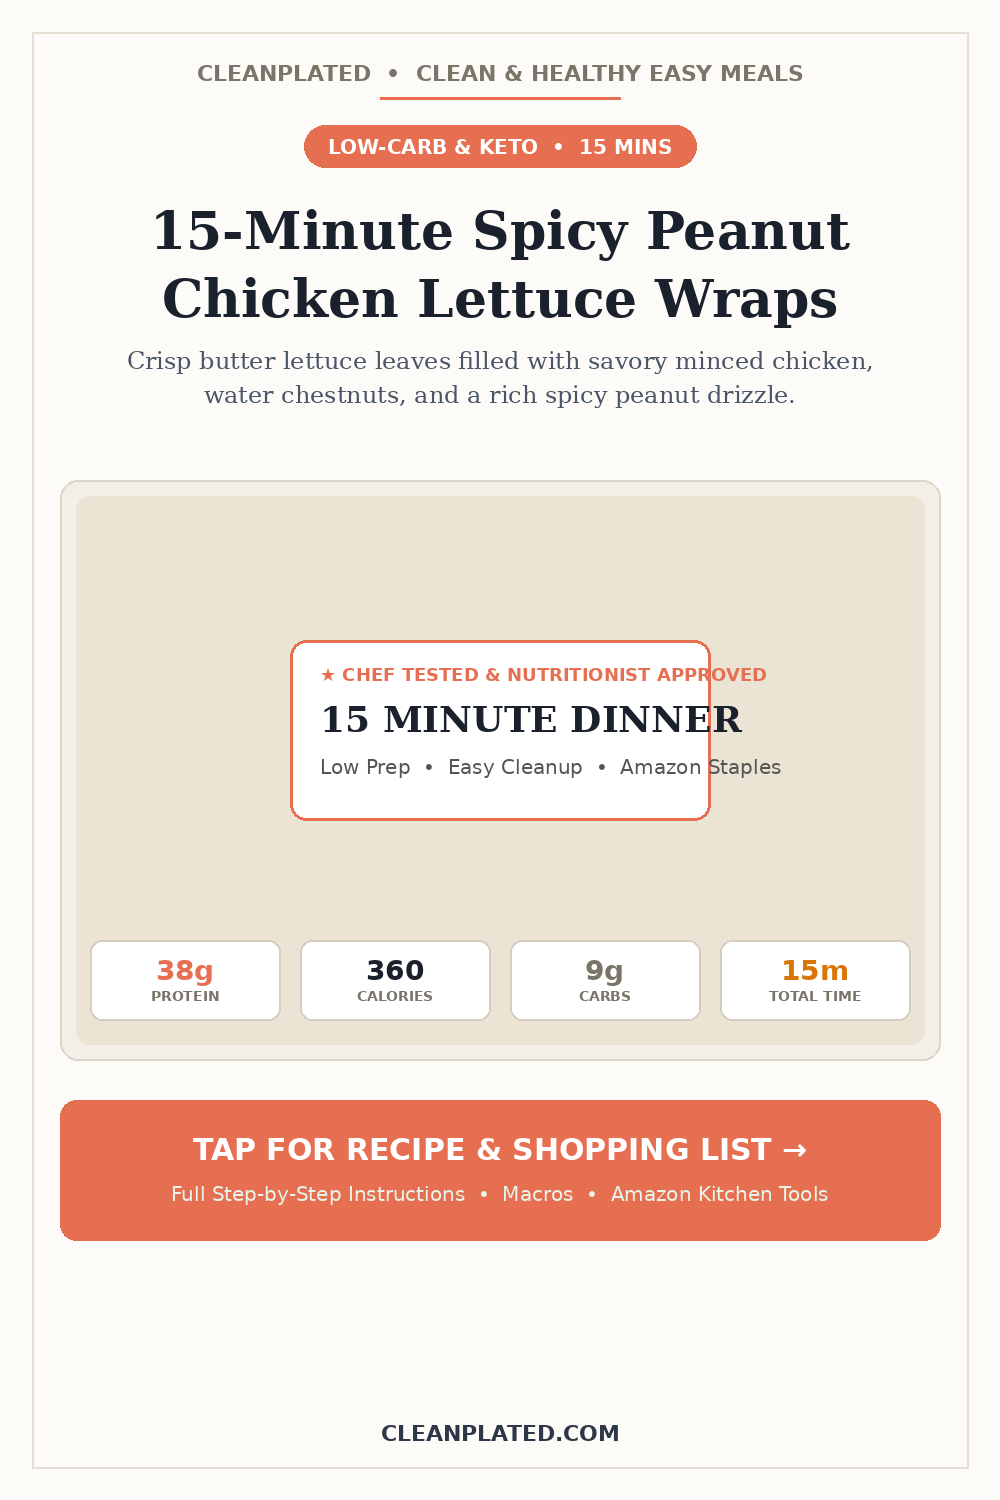 CLEANPLATED • CLEAN & HEALTHY EASY MEALS
LOW-CARB & KETO • 15 MINS
15-Minute Spicy Peanut
Chicken Lettuce Wraps
Crisp butter lettuce leaves filled with savory minced chicken,
water chestnuts, and a rich spicy peanut drizzle.
★ CHEF TESTED & NUTRITIONIST APPROVED
15 MINUTE DINNER
Low Prep • Easy Cleanup • Amazon Staples
38g
PROTEIN
360
CALORIES
9g
CARBS
15m
TOTAL TIME
TAP FOR RECIPE & SHOPPING LIST →
Full Step-by-Step Instructions • Macros • Amazon Kitchen Tools
CLEANPLATED.COM